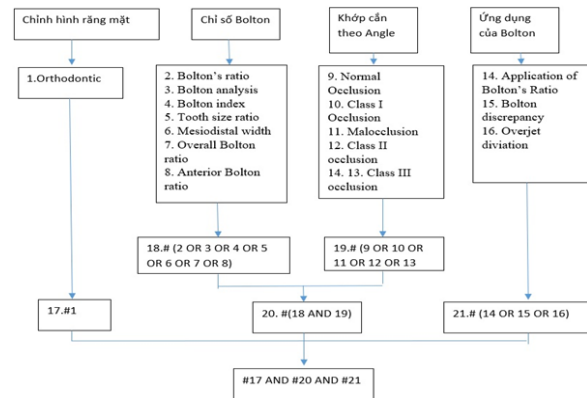 Chỉnh hình răng mặt
Chỉ số Bolton
Khớp cắn
theo Angle
Ứng dụng
của Bolton
1.Orthodontic
2. Bolton's ratio
3. Bolton analysis
4. Bolton index
5. Tooth size ratio
6. Mesiodistal width
7. Overall Bolton
ratio
8. Anterior Bolton
ratio
9. Normal
Occlusion
10. Class I
Occlusion
11. Malocclusion
12. Class II
occlusion
14. 13. Class III
occlusion
14. Application of
Bolton's Ratio
15. Bolton
discrepancy
16. Overjet
diviation
18.# (2 OR 3 OR 4 OR 5
OR 6 OR 7 OR 8)
19.# (9 OR 10 OR
11 OR 12 OR 13
17.#1
20. #(18 AND 19)
21.# (14 OR 15 OR 16)
#17 AND #20 AND #21